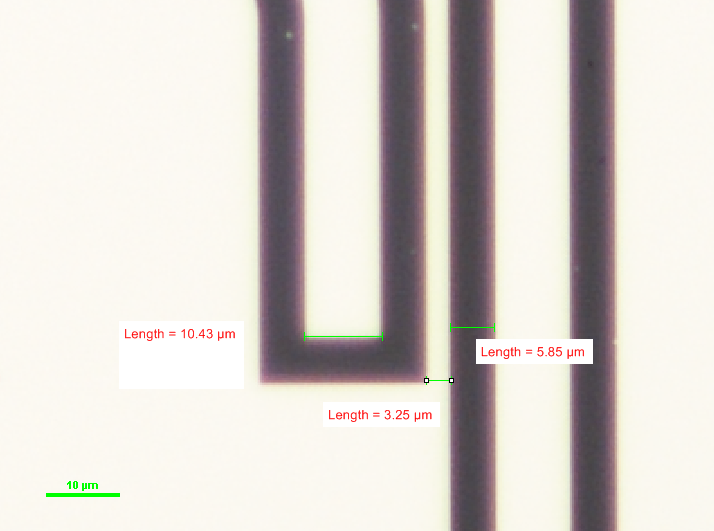 Length = 10.43 µm
Length = 5.85 µm
Length = 3.25 µm
10 µm